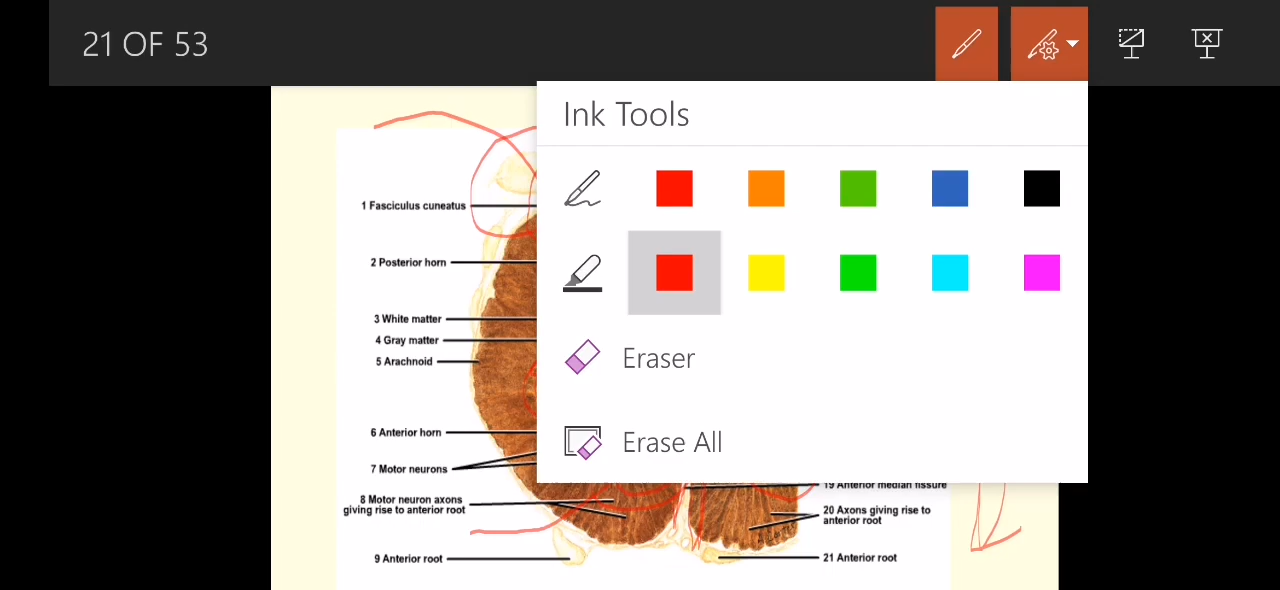 21 OF 53
Ink Tools
1 Fasciculus cuneatus
2 Posterior horn
3 White matter
4 Gray matter
5 Arachnoid
Eraser
6 Anterior horn
Erase All
7 Motor neurons
8 Motor neuron axons
giving rise to anterior root
9 Anterior root
19 Anterior median fissure
20 Axons giving rise to
anterior root
21 Anterior root